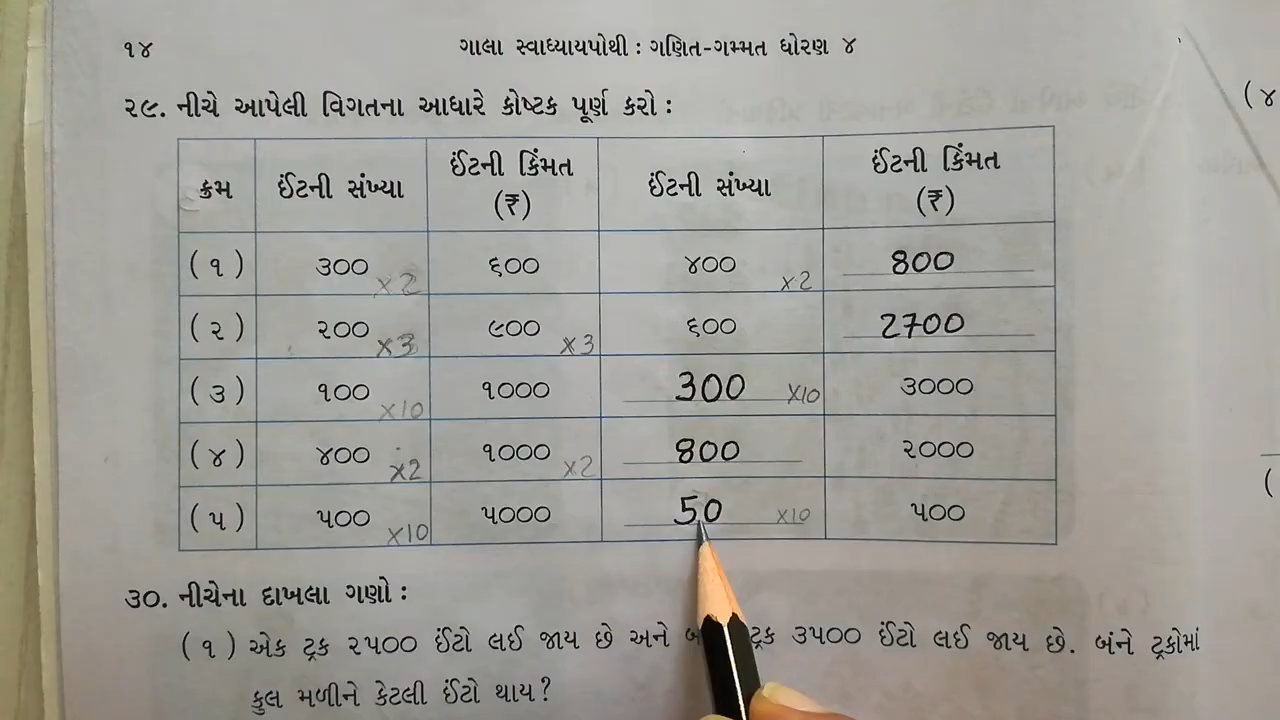 ૧૪ ગાલા સ્વાધ્યાયપોથી : ગણિત-ગમ્મત ધોરણ ૪
(૪
૨૯. નીચે આપેલી વિગતના આધારે કોષ્ટક પૂર્ણ કરો :
ક્રમ ઈંટની સંખ્યા ઈંટની કિંમત (₹) ઈંટની સંખ્યા ઈંટની કિંમત (₹)
(૧) ૩૦૦ ×2 ૬૦૦ ૪૦૦ ×2 800
(૨) ૨૦૦ ×3 ૯૦૦ ×3 ૬૦૦ 2700
(૩) ૧૦૦ ×10 ૧૦૦૦ 300 ×10 ૩૦૦૦
(૪) ૪૦૦ ×2 ૧૦૦૦ ×2 800 ૨૦૦૦
(૫) ૫૦૦ ×10 ૫૦૦૦ 50 ×10 ૫૦૦
૩૦. નીચેના દાખલા ગણો :
(૧) એક ટ્રક ૨૫૦૦ ઈંટો લઈ જાય છે અને ટ્રક ૩૫૦૦ ઈંટો લઈ જાય છે. બંને ટ્રકોમાં
કુલ મળીને કેટલી ઈંટો થાય?